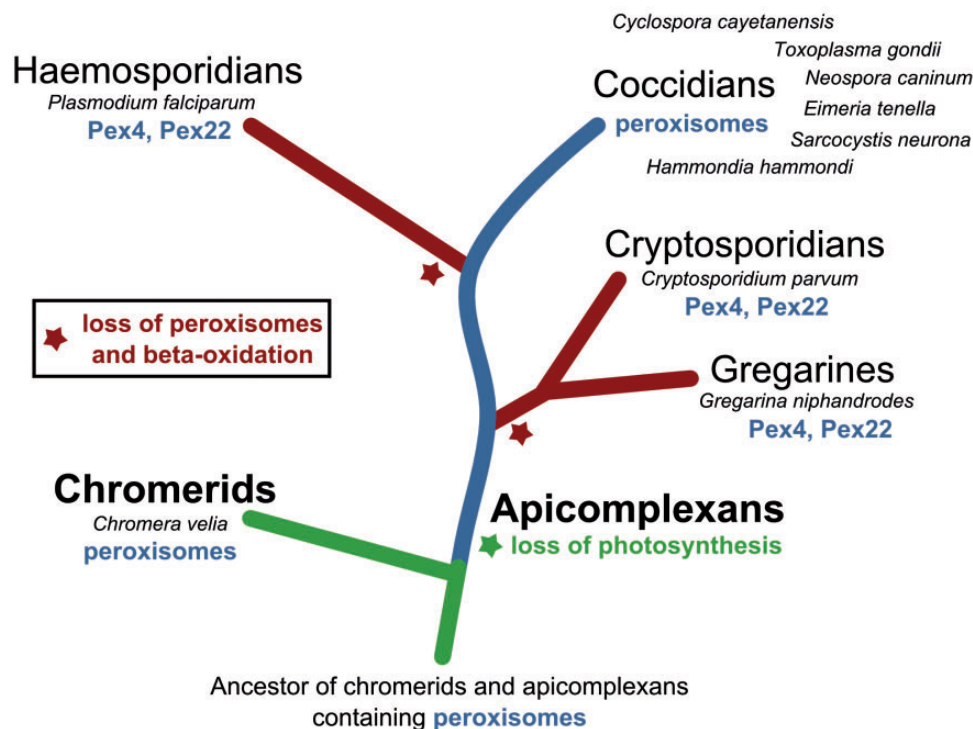 Cyclospora cayetanensis
Toxoplasma gondii
Haemosporidians
Coccidians
Neospora caninum
Plasmodium falciparum
Eimeria tenella
Pex4, Pex22
peroxisomes
Sarcocystis neurona
Hammondia hammondi
Cryptosporidians
Cryptosporidium parvum
Pex4, Pex22
loss of peroxisomes
and beta-oxidation
Gregarines
Gregarina niphandrodes
Pex4, Pex22
Chromerids
Chromera velia
peroxisomes
Apicomplexans
loss of photosynthesis
Ancestor of chromerids and apicomplexans
containing peroxisomes